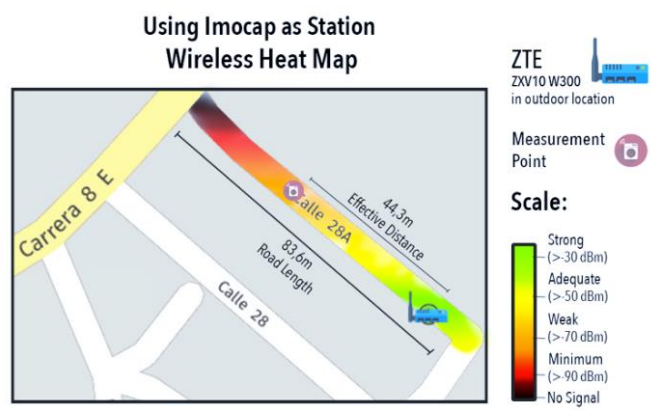 Using Imocap as Station
Wireless Heat Map
ZTE
ZXV10 W300
in outdoor location
Measurement
Point
Scale:
Strong
(>-30 dBm)
Adequate
(>-50 dBm)
Weak
(>-70 dBm)
Minimum
(>-90 dBm)
No Signal
Carrera 8 E
Calle 28A
44,3m
Effective Distance
83,6m
Road Length
Calle 28